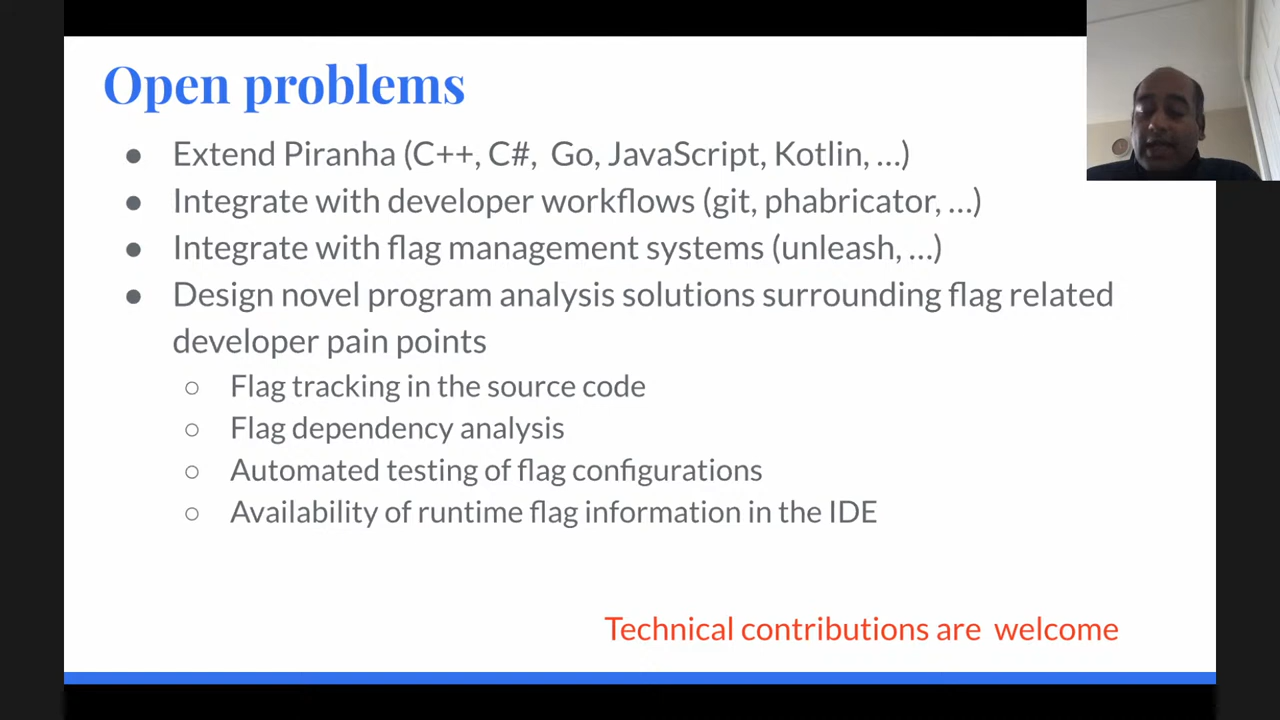 Open problems
● Extend Piranha (C++, C#, Go, JavaScript, Kotlin, ...)
● Integrate with developer workflows (git, phabricator, ...)
● Integrate with flag management systems (unleash, ...)
● Design novel program analysis solutions surrounding flag related
developer pain points
○ Flag tracking in the source code
○ Flag dependency analysis
○ Automated testing of flag configurations
○ Availability of runtime flag information in the IDE
Technical contributions are welcome